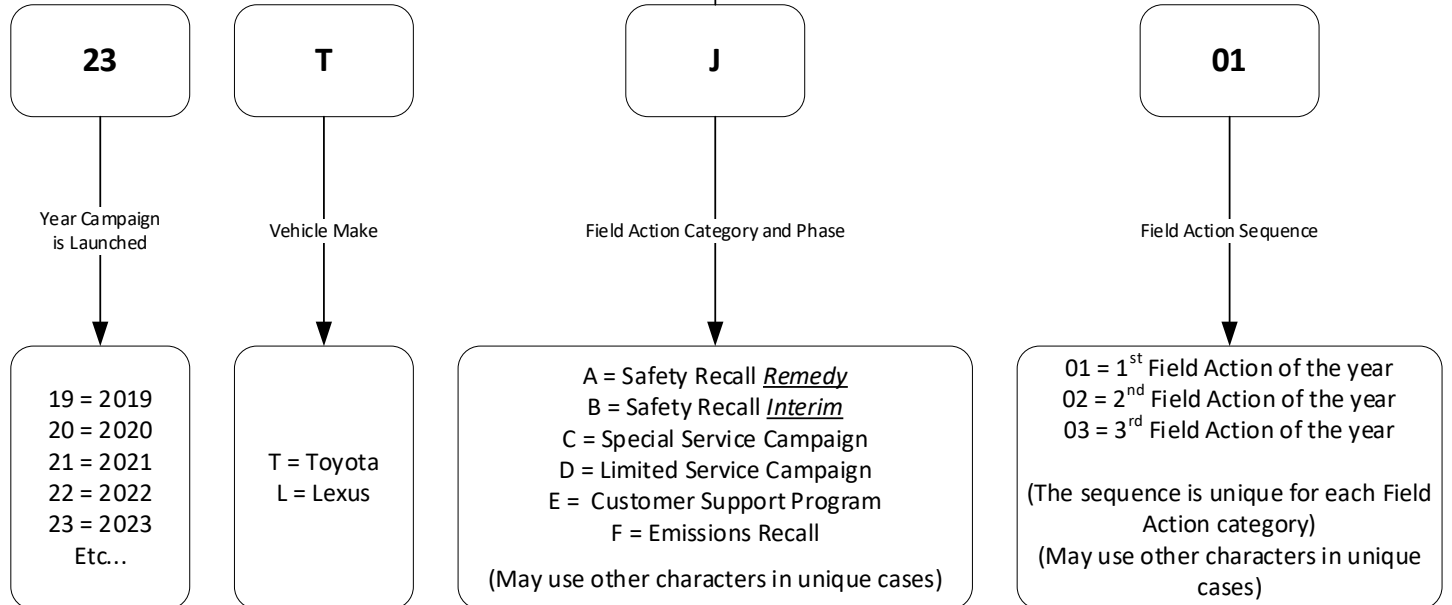 23
T
J
01
Year Campaign
is Launched
Vehicle Make
Field Action Category and Phase
Field Action Sequence
19 = 2019
20 = 2020
21 = 2021
22 = 2022
23 = 2023
Etc...
T = Toyota
L = Lexus
A = Safety Recall Remedy
B = Safety Recall Interim
C = Special Service Campaign
D = Limited Service Campaign
E = Customer Support Program
F = Emissions Recall
(May use other characters in unique cases)
01 = 1st Field Action of the year
02 = 2nd Field Action of the year
03 = 3rd Field Action of the year
(The sequence is unique for each Field
Action category)
(May use other characters in unique
cases)